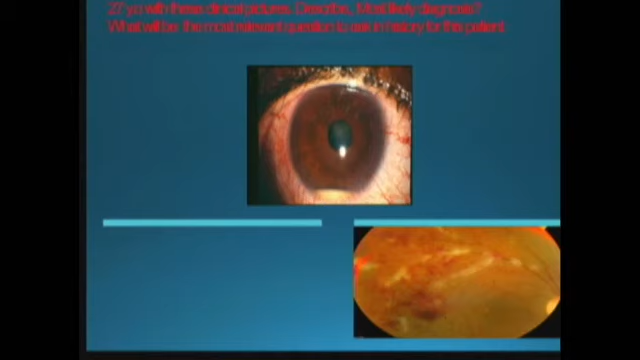 27 yo with these clinical pictures, Describe, Most likely diagnosis?
What will be the most relevant question to ask in history for this patient